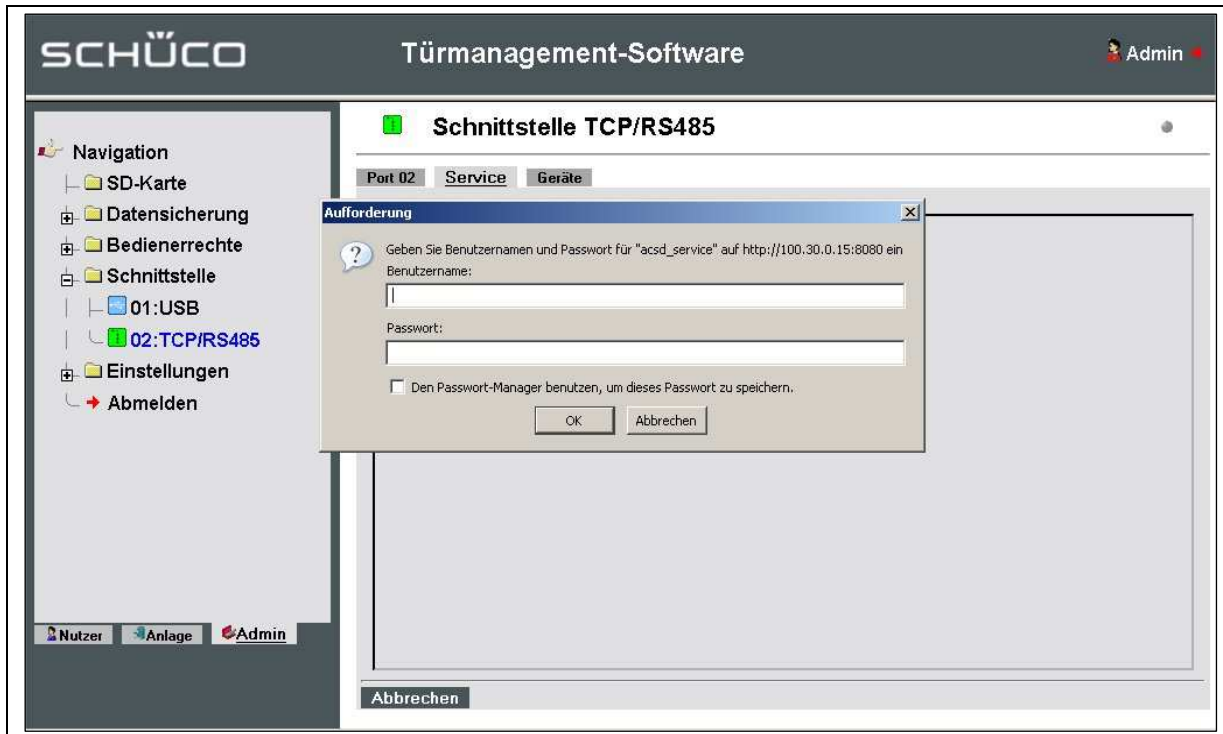 SCHÜCO
Türmanagement-Software
Admin
Navigation
SD-Karte
Datensicherung
Bedienerrechte
Schnittstelle
01:USB
02:TCP/RS485
Einstellungen
Abmelden
Nutzer
Anlage
Admin
Schnittstelle TCP/RS485
Port 02
Service
Geräte
Aufforderung
Geben Sie Benutzernamen und Passwort für "acsd_service" auf http://100.30.0.15:8080 ein
Benutzername:
Passwort:
Den Passwort-Manager benutzen, um dieses Passwort zu speichern.
OK
Abbrechen
Abbrechen